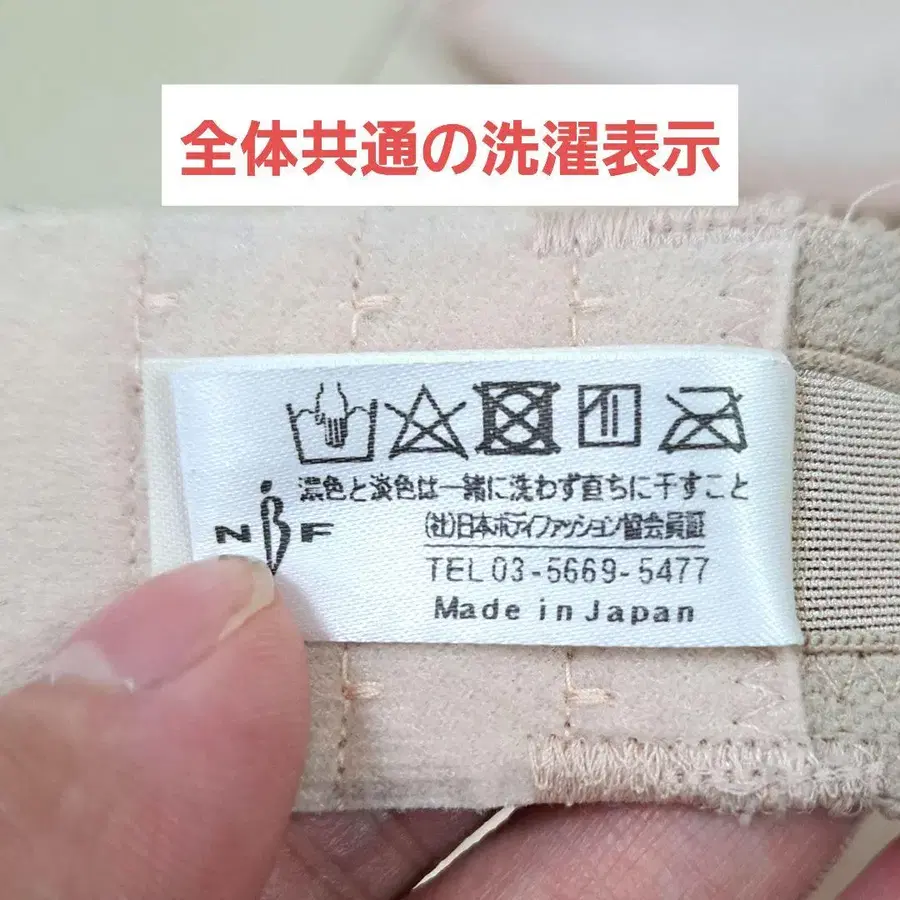 全体共通の洗濯表示
濃色と淡色は一緒に洗わず直ちに干すこと
NBF
(社)日本ボディファッション協会員証
TEL 03-5669-5477
Made in Japan